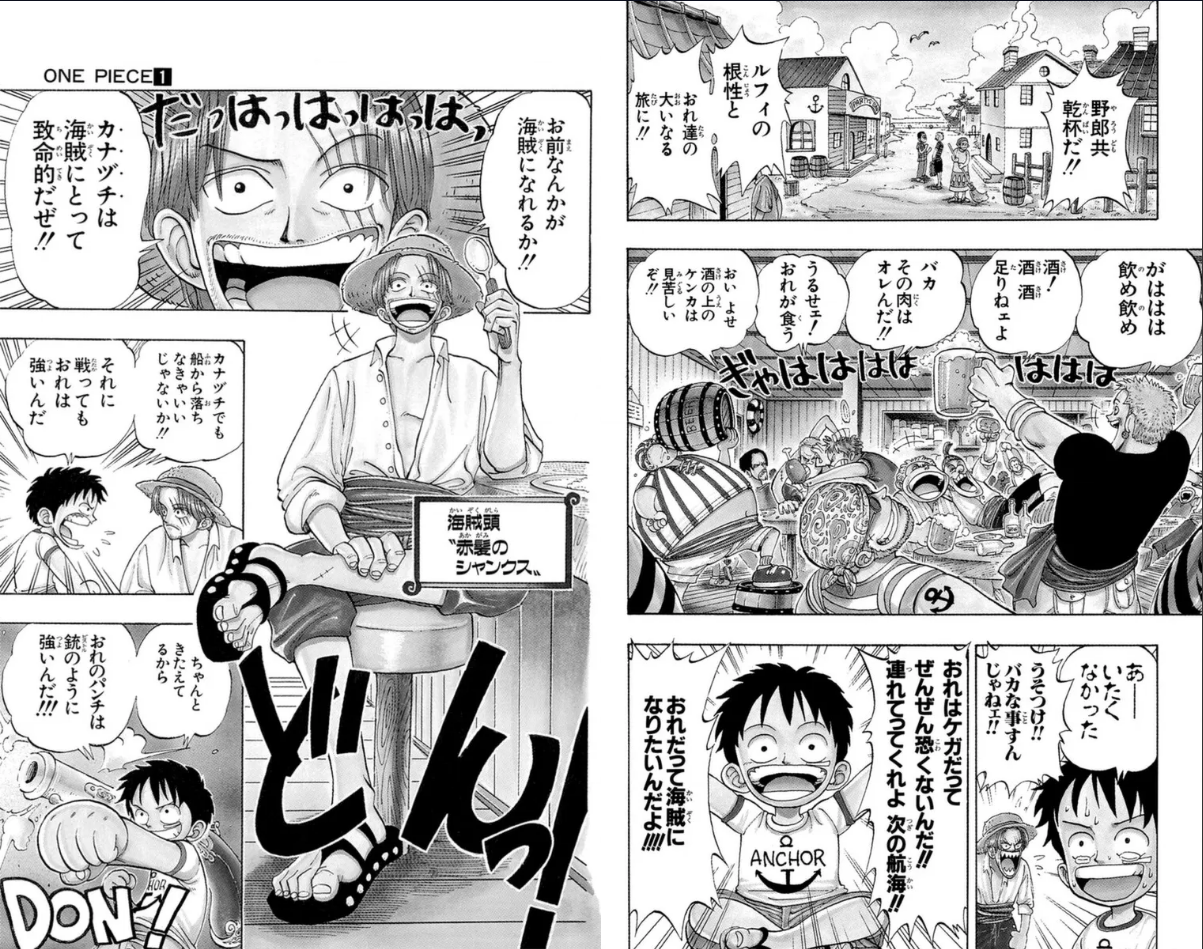 野郎共
乾杯だ!!
ルフィの
根性と
おれ達の
大いなる
旅に!!
PARTYS BAR
ががはは
飲め飲め
酒!
酒 酒
足りねェよ
バカ
その肉は
オレんだ!!
うるせェ!
おれが食う
おい よせ
酒の上の
ケンカは
見苦しい
ぞ!!
ぎゃはははは
ははは
BEER
あー
いたく
なかった
うそつけ!!
バカな事すん
じゃねェ!!
おれはケガだって
ぜんぜん恐くないんだ!!
連れてってくれよ 次の航海!!
おれだって海賊に
なりたいんだよ!!!!
ANCHOR
ONE PIECE 1
お前なんかが
海賊になれるか!!
だっはっはっはっはっ
カナヅチは
海賊にとって
致命的だぜ!!
海賊頭
〝赤髪の
シャンクス〟
カナヅチでも
船から落ち
なきゃいい
じゃないか!!
それに
戦っても
おれは
強いんだ
ちゃんと
きたえて
るから
おれのパンチは
銃のように
強いんだ!!!
どんっ!
HOR
DON!